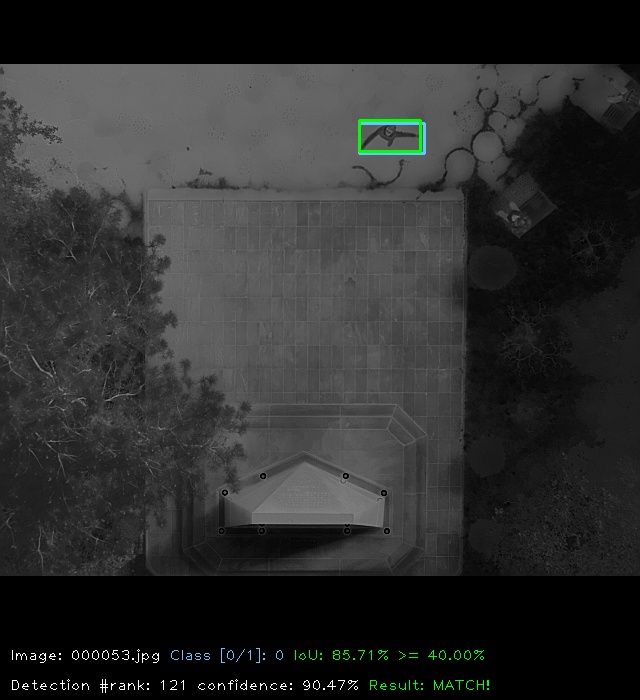 Image: 000053.jpg Class [0/1]: 0 IoU: 85.71% >= 40.00%
Detection #rank: 121 confidence: 90.47% Result: MATCH!